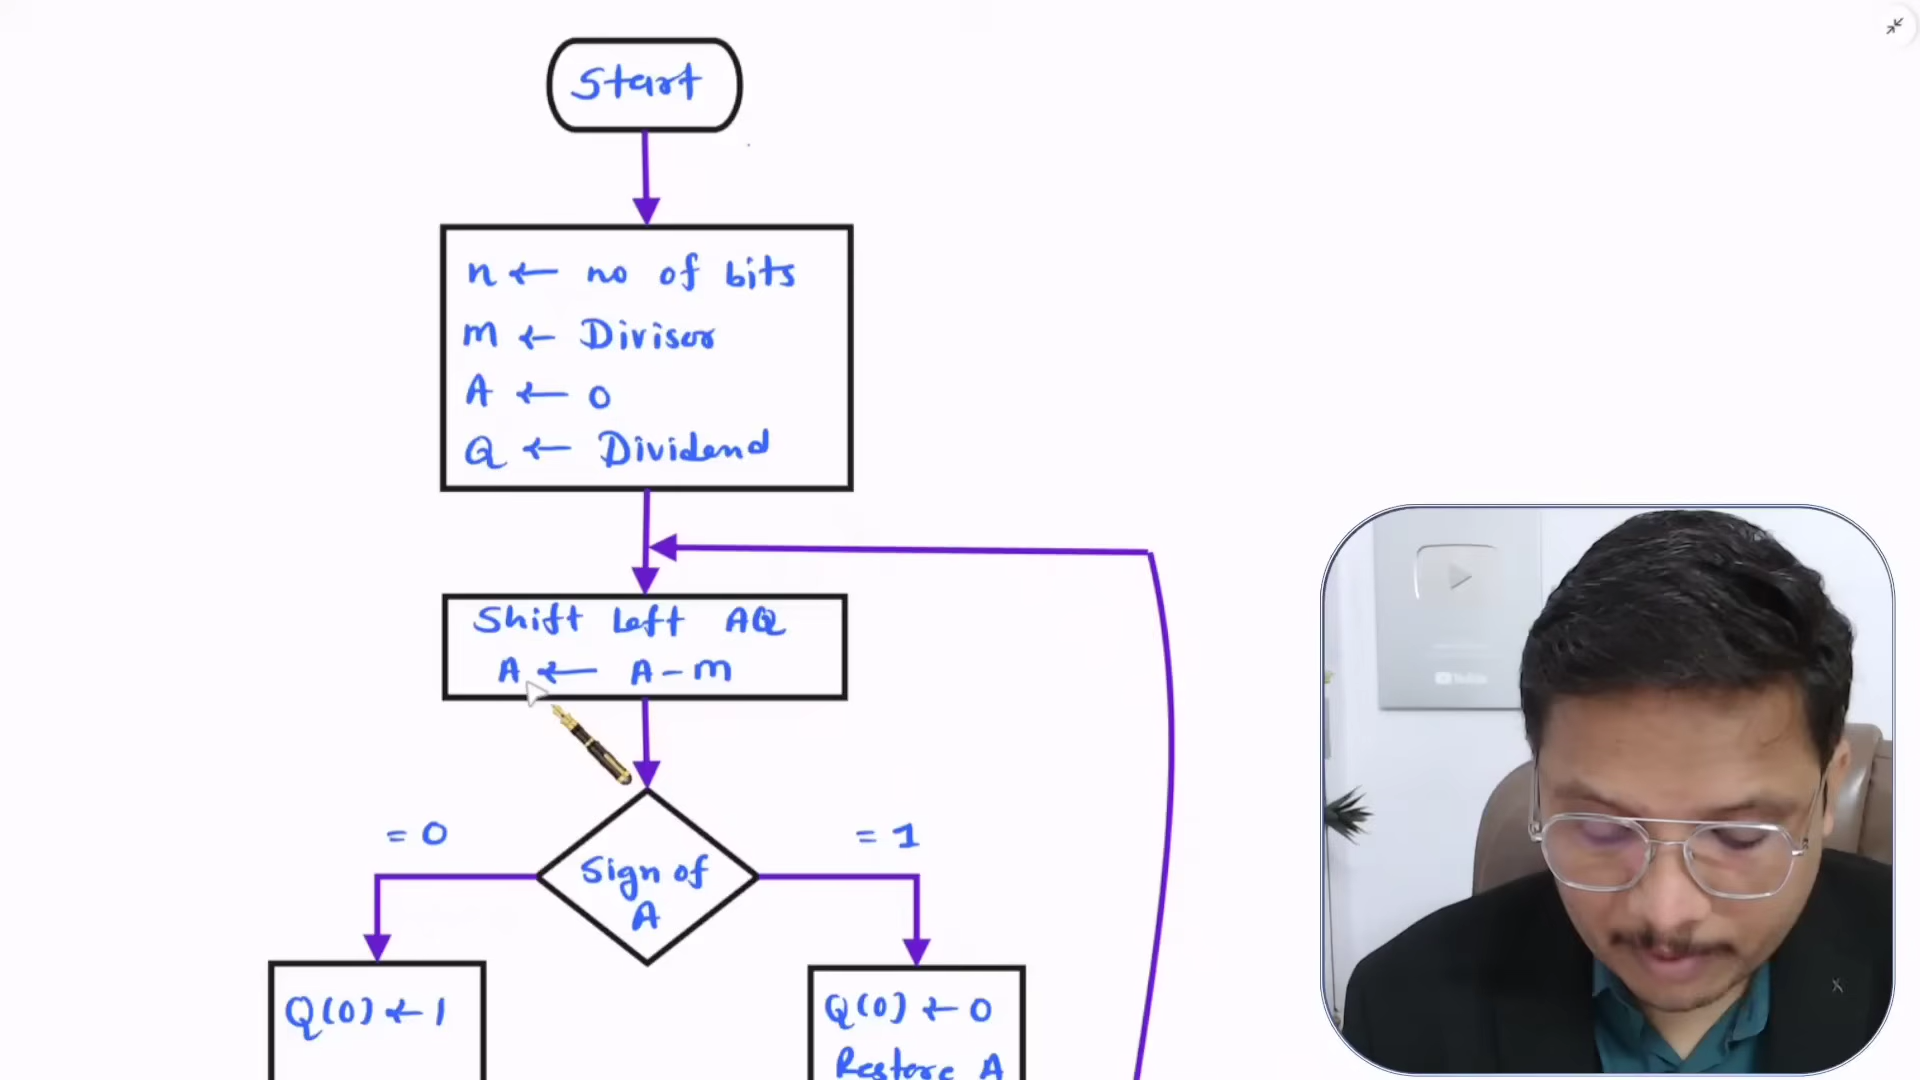 Start
n ← no of bits
m ← Divisor
A ← 0
Q ← Dividend
Shift Left AQ
A ← A - m
= 0
= 1
Sign of
A
Q(0) ← 1
Q(0) ← 0
Restore A
YouTube